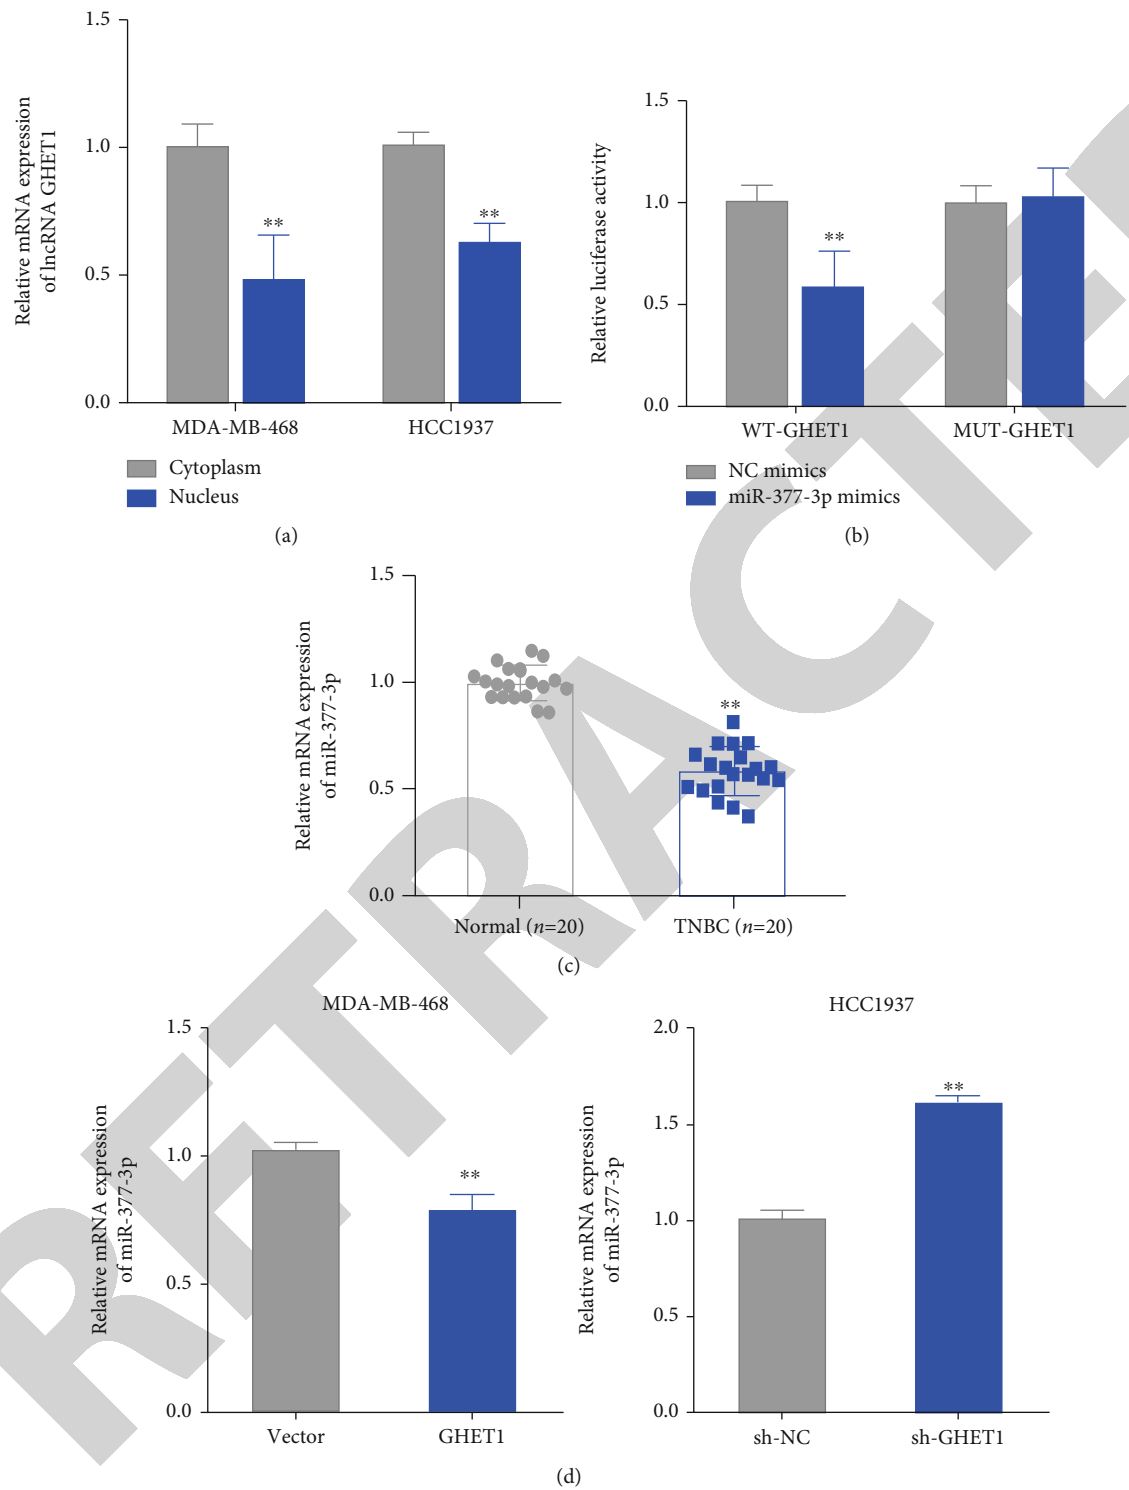 1.5
1.0
0.5
0.0
Relative mRNA expression
of lncRNA GHET1
**
**
MDA-MB-468
HCC1937
Cytoplasm
Nucleus
(a)
1.5
1.0
0.5
0.0
Relative luciferase activity
**
WT-GHET1
MUT-GHET1
NC mimics
miR-377-3p mimics
(b)
1.5
1.0
0.5
0.0
Relative mRNA expression
of miR-377-3p
**
Normal (n=20)
TNBC (n=20)
(c)
MDA-MB-468
1.5
1.0
0.5
0.0
Relative mRNA expression
of miR-377-3p
**
Vector
GHET1
HCC1937
2.0
1.5
1.0
0.5
0.0
Relative mRNA expression
of miR-377-3p
**
sh-NC
sh-GHET1
(d)
RETRACTED